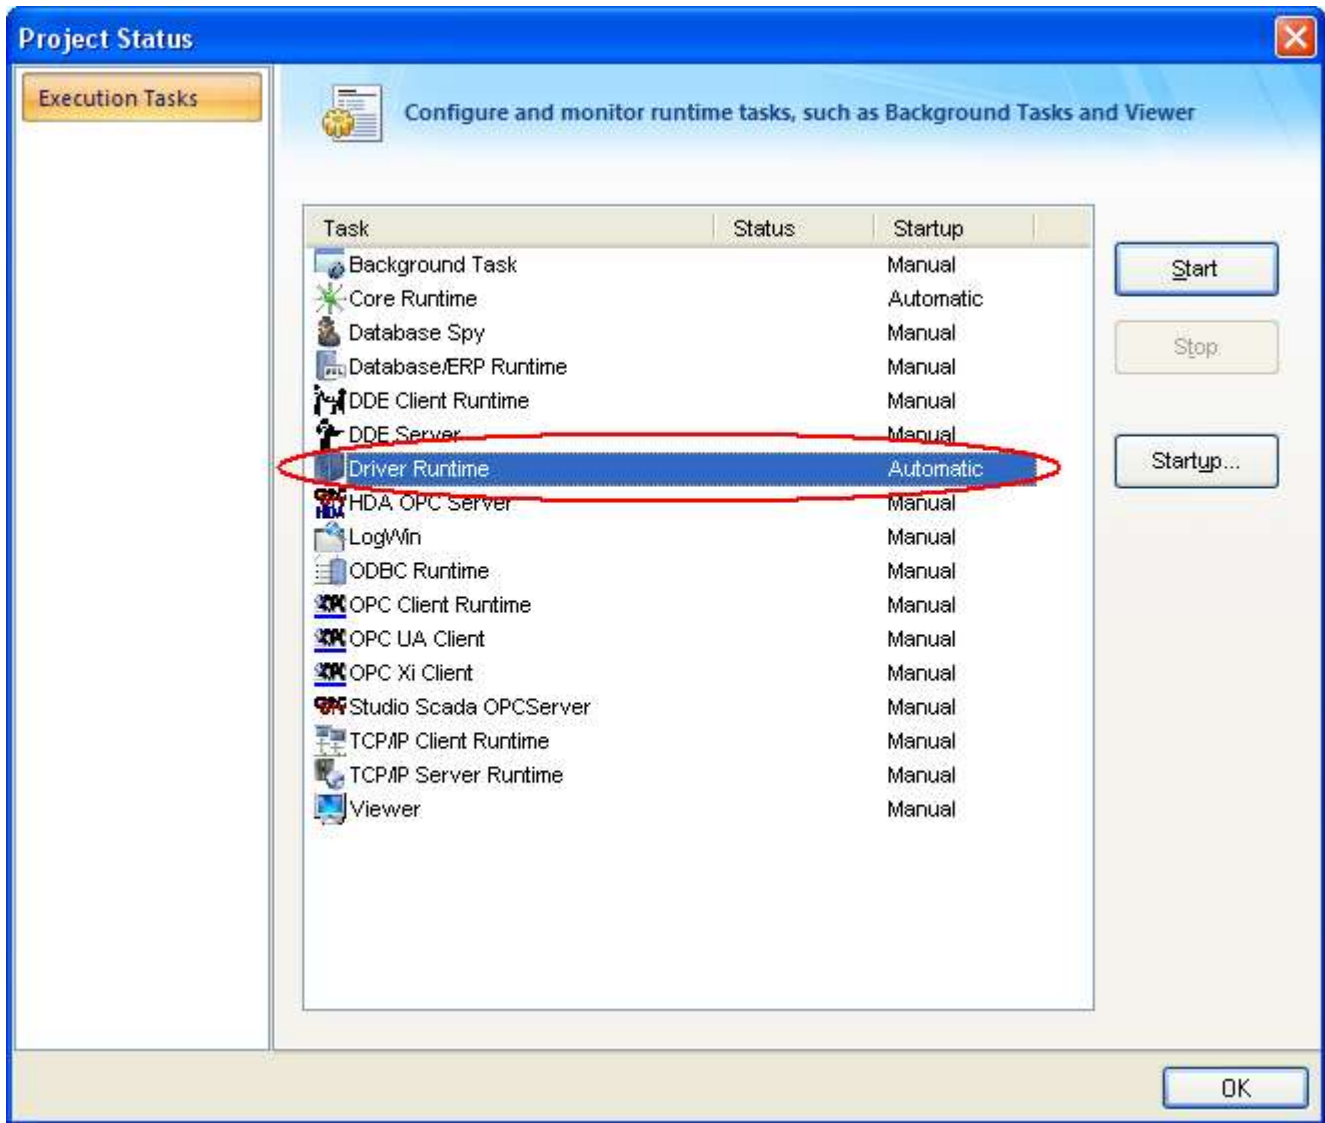 Project Status
Execution Tasks
Configure and monitor runtime tasks, such as Background Tasks and Viewer
Task Status Startup
Background Task Manual
Core Runtime Automatic
Database Spy Manual
Database/ERP Runtime Manual
DDE Client Runtime Manual
DDE Server Manual
Driver Runtime Automatic
HDA OPC Server Manual
LogWin Manual
ODBC Runtime Manual
OPC Client Runtime Manual
OPC UA Client Manual
OPC Xi Client Manual
Studio Scada OPCServer Manual
TCP/IP Client Runtime Manual
TCP/IP Server Runtime Manual
Viewer Manual
Start
Stop
Startup...
OK